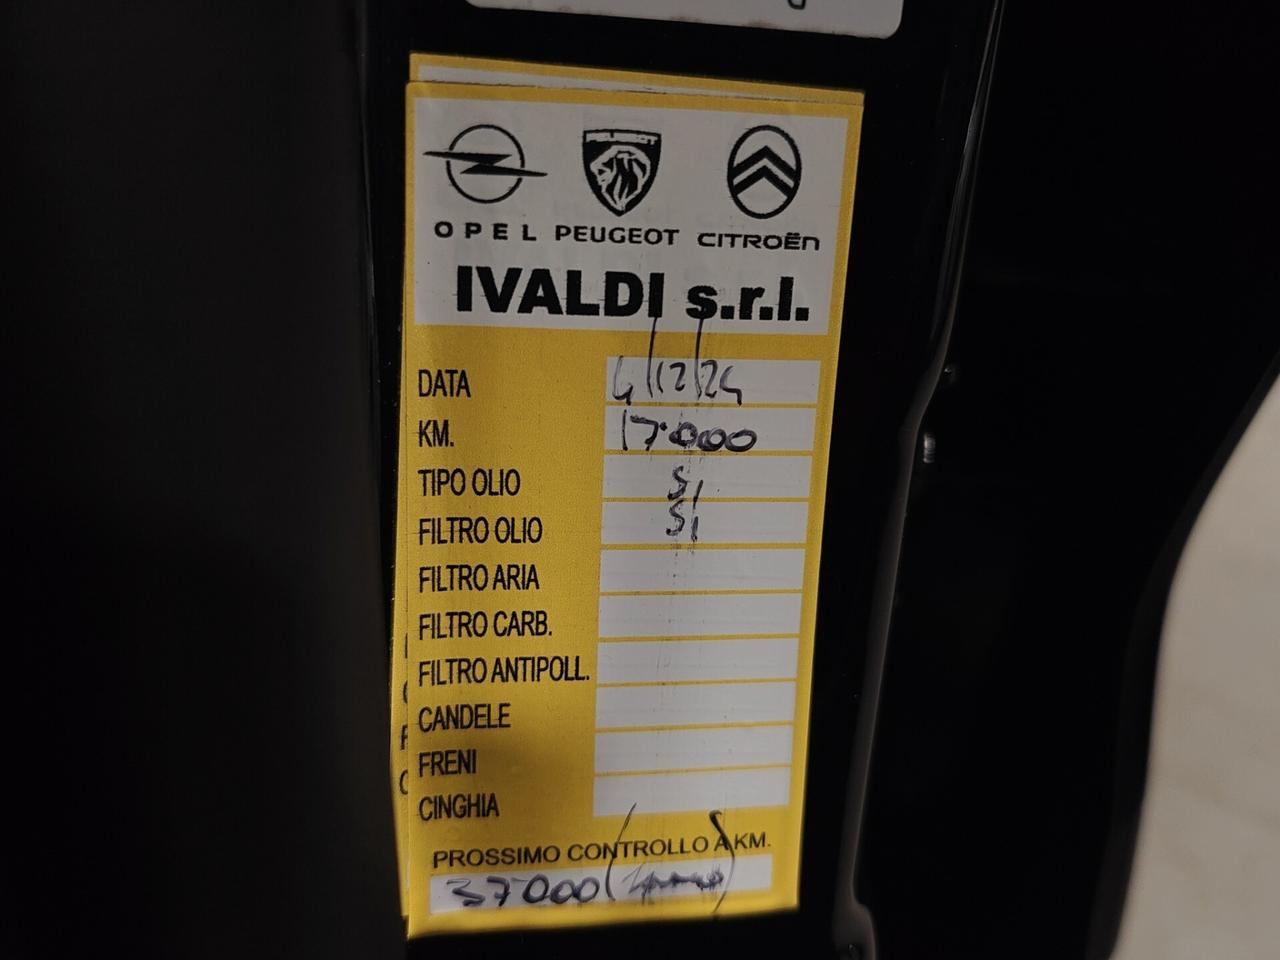 PEUGEOT
OPEL PEUGEOT CITROËN
IVALDI s.r.l.
DATA 4/12/24
KM. 17.000
TIPO OLIO Si
FILTRO OLIO Si
FILTRO ARIA
FILTRO CARB.
FILTRO ANTIPOLL.
CANDELE
FRENI
CINGHIA
PROSSIMO CONTROLLO A KM.
37000